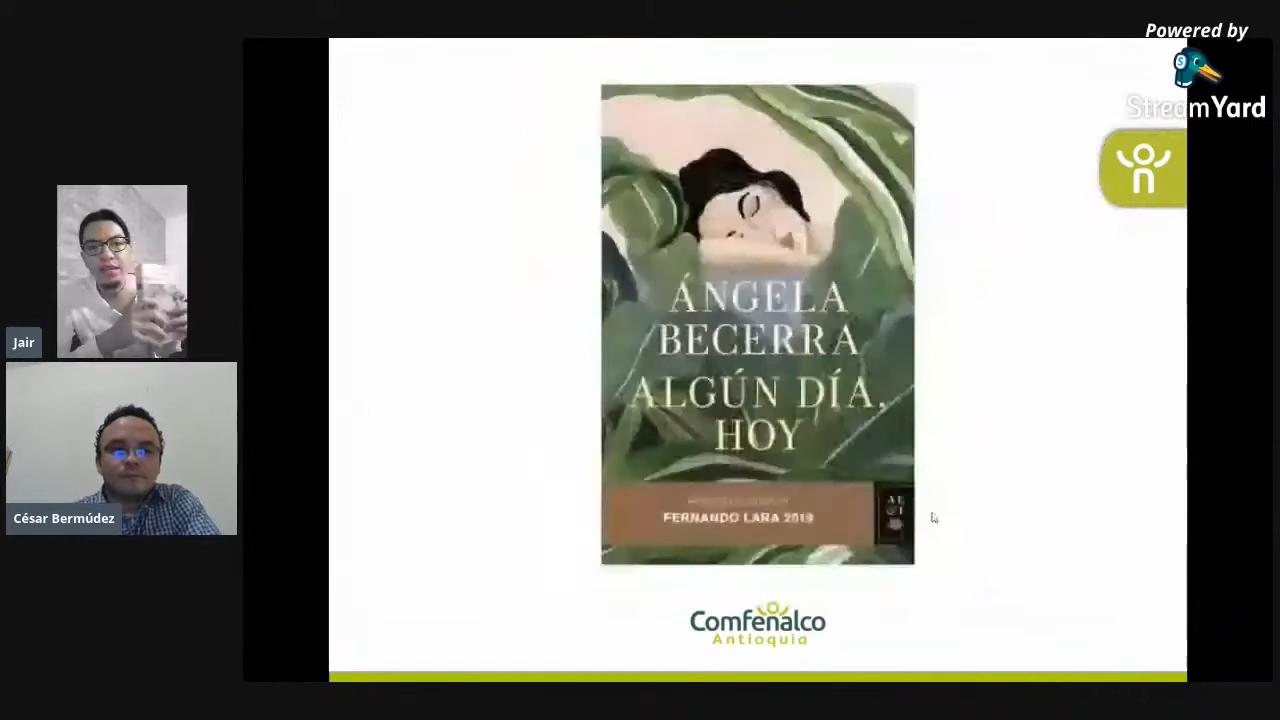 Powered by
StreamYard
ÁNGELA
BECERRA
ALGÚN DÍA,
HOY
FERNANDO LARA 2019
Jair
César Bermúdez
Comfenalco
Antioquia